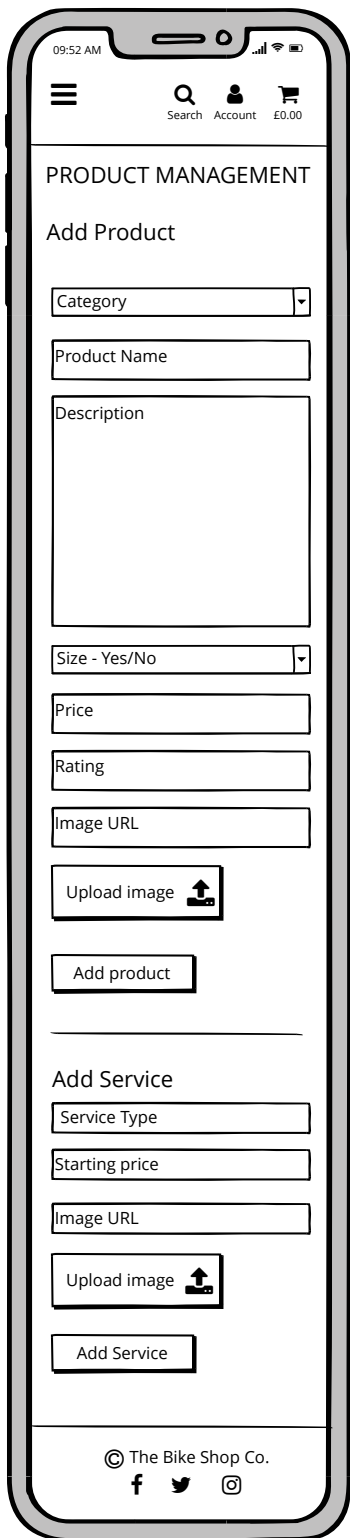 09:52 AM
Search Account £0.00
PRODUCT MANAGEMENT
Add Product
Category
Product Name
Description
Size - Yes/No
Price
Rating
Image URL
Upload image
Add product
Add Service
Service Type
Starting price
Image URL
Upload image
Add Service
© The Bike Shop Co.